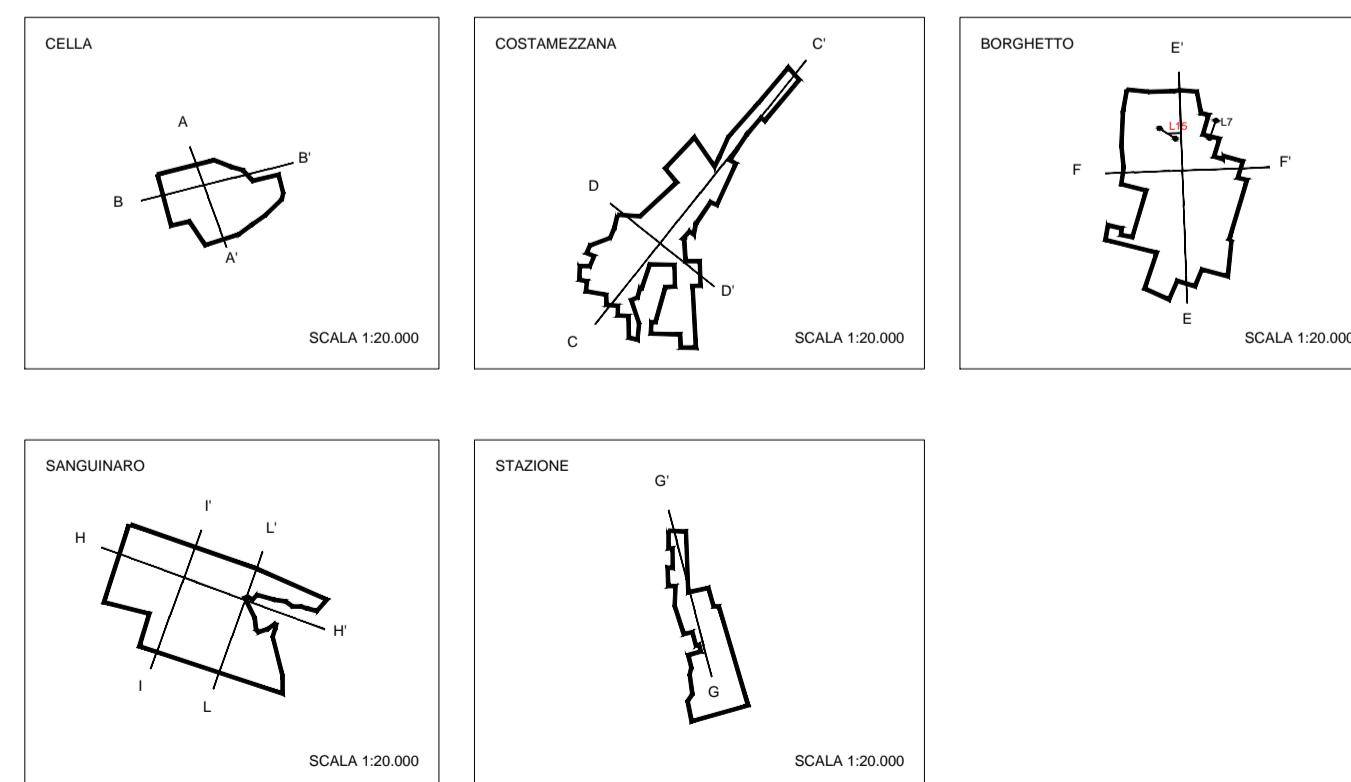 CELLA
A
B'
B
A'
SCALA 1:20.000
COSTAMEZZANA
C'
D
D'
C
SCALA 1:20.000
BORGHETTO
E'
L15
L7
F
F'
E
SCALA 1:20.000
SANGUINARO
I'
L'
H
H'
I
L
SCALA 1:20.000
STAZIONE
G'
G
SCALA 1:20.000